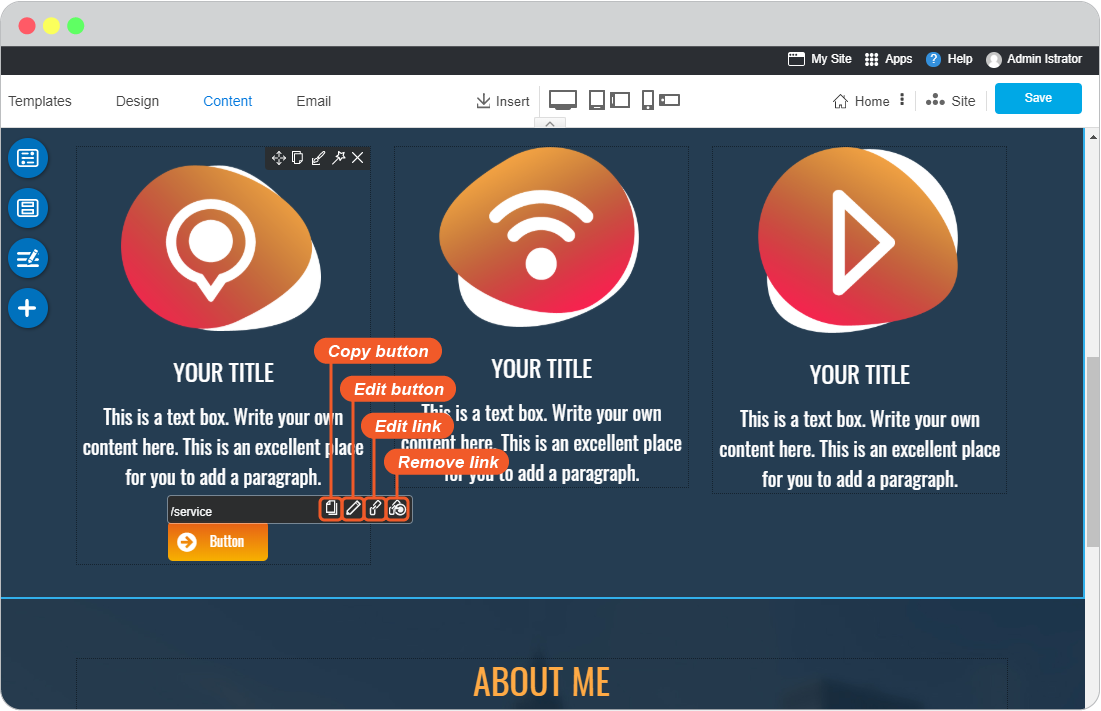 My Site Apps ? Help Admin Istrator
Templates Design Content Email Insert Home Site Save
YOUR TITLE
This is a text box. Write your own
content here. This is an excellent place
for you to add a paragraph.
/service
Button
Copy button
Edit button
Edit link
Remove link
YOUR TITLE
This is a text box. Write your own
content here. This is an excellent place
for you to add a paragraph.
YOUR TITLE
This is a text box. Write your own
content here. This is an excellent place
for you to add a paragraph.
ABOUT ME